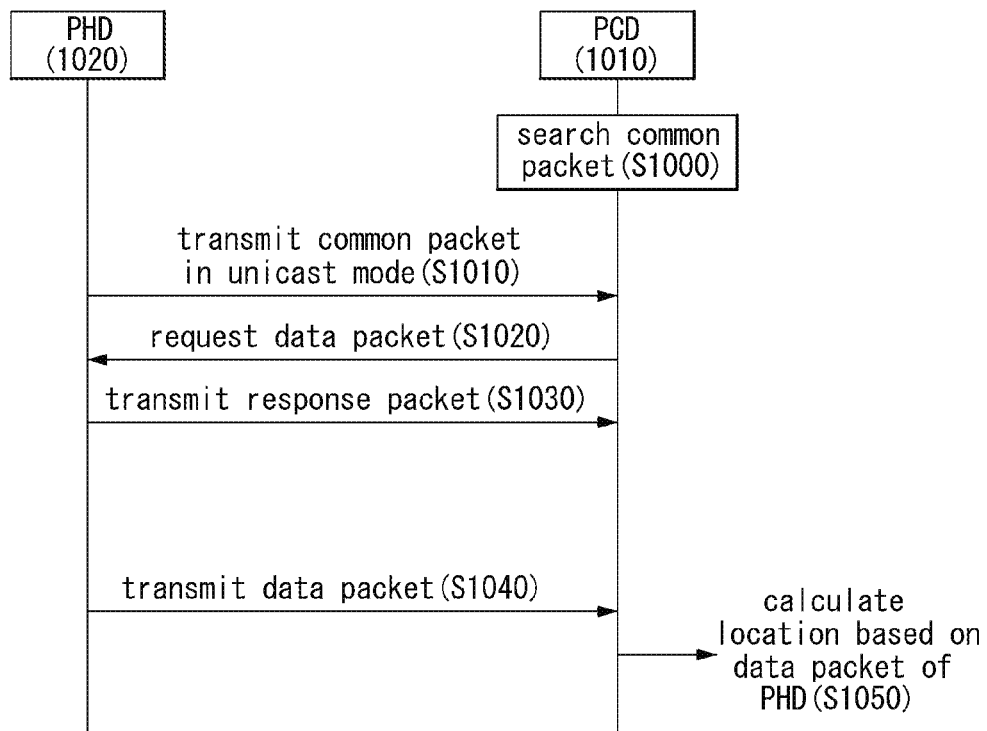 PHD
(1020)
PCD
(1010)
search common
packet(S1000)
transmit common packet
in unicast mode(S1010)
request data packet(S1020)
transmit response packet(S1030)
transmit data packet(S1040)
calculate
location based on
data packet of
PHD(S1050)